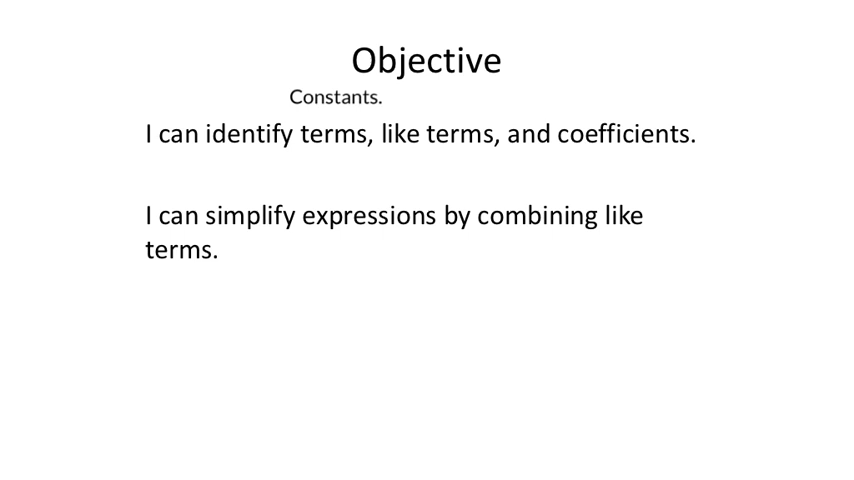 Objective
Constants.
I can identify terms, like terms, and coefficients.
I can simplify expressions by combining like
terms.